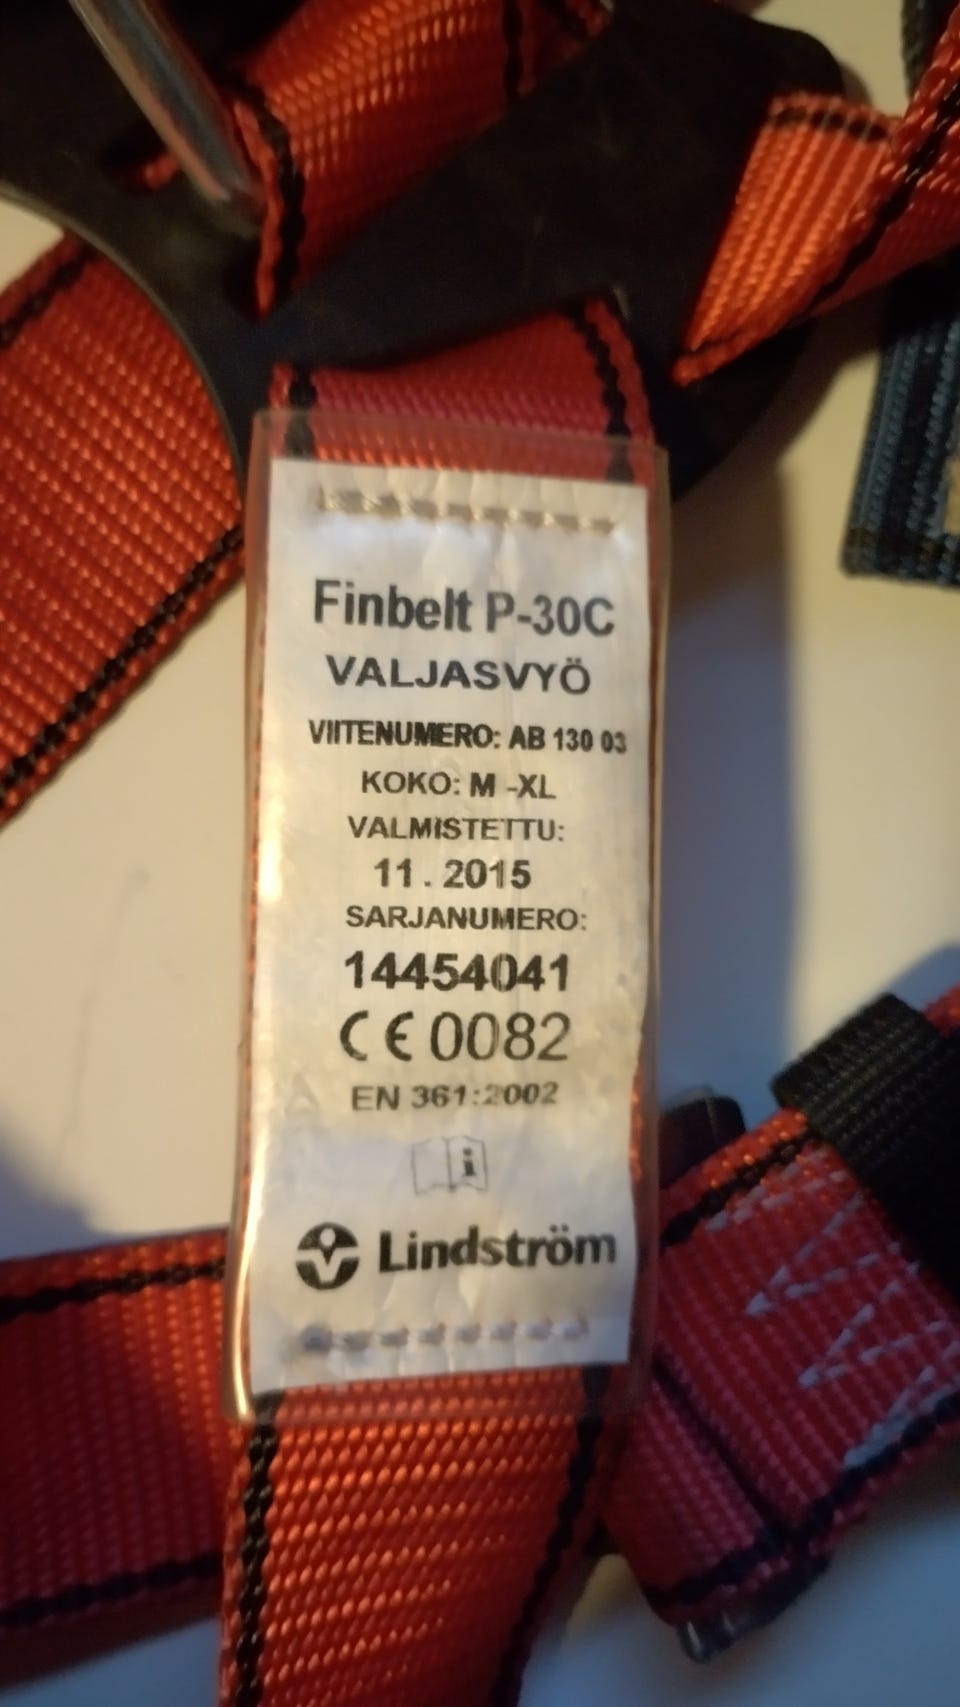 Finbelt P-30C
VALJASVYÖ
VIITENUMERO: AB 130 03
KOKO: M -XL
VALMISTETTU:
11 . 2015
SARJANUMERO:
14454041
CE 0082
EN 361:2002
i
Lindström